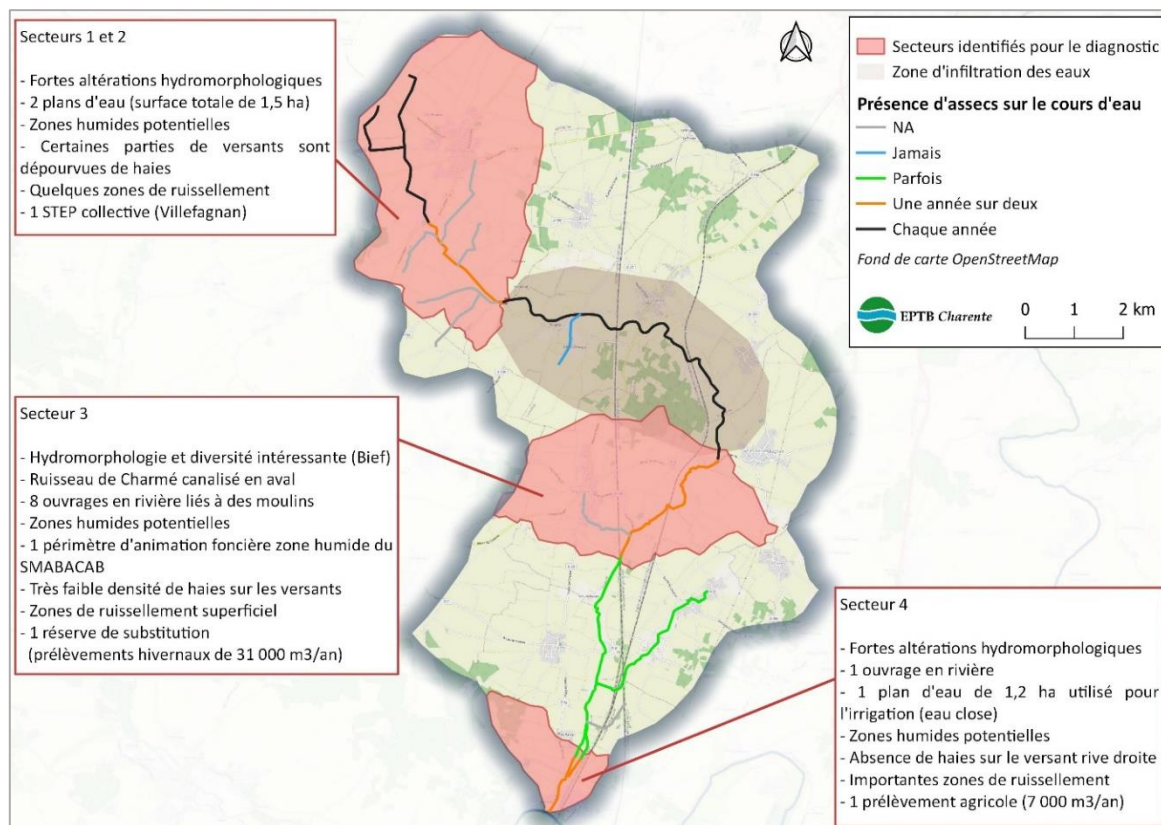 Secteurs 1 et 2
- Fortes altérations hydromorphologiques
- 2 plans d'eau (surface totale de 1,5 ha)
- Zones humides potentielles
- Certaines parties de versants sont
dépourvues de haies
- Quelques zones de ruissellement
- 1 STEP collective (Villefagnan)
Secteurs identifiés pour le diagnostic
Zone d'infiltration des eaux
Présence d'assecs sur le cours d'eau
NA
Jamais
Parfois
Une année sur deux
Chaque année
Fond de carte OpenStreetMap
EPTB Charente
0 1 2 km
Secteur 3
- Hydromorphologie et diversité intéressante (Bief)
- Ruisseau de Charmé canalisé en aval
- 8 ouvrages en rivière liés à des moulins
- Zones humides potentielles
- 1 périmètre d'animation foncière zone humide du
SMABACAB
- Très faible densité de haies sur les versants
- Zones de ruissellement superficiel
- 1 réserve de substitution
(prélèvements hivernaux de 31 000 m3/an)
Secteur 4
- Fortes altérations hydromorphologiques
- 1 ouvrage en rivière
- 1 plan d'eau de 1,2 ha utilisé pour
l'irrigation (eau close)
- Zones humides potentielles
- Absence de haies sur le versant rive droite
- Importantes zones de ruissellement
- 1 prélèvement agricole (7 000 m3/an)